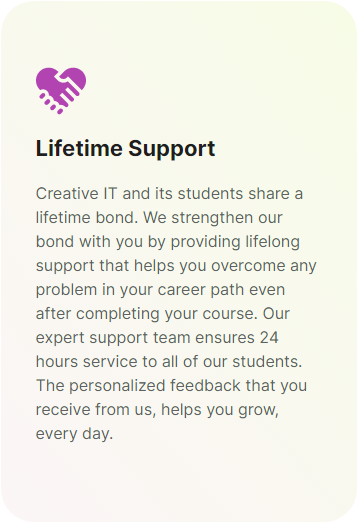 Lifetime Support
Creative IT and its students share a
lifetime bond. We strengthen our
bond with you by providing lifelong
support that helps you overcome any
problem in your career path even
after completing your course. Our
expert support team ensures 24
hours service to all of our students.
The personalized feedback that you
receive from us, helps you grow,
every day.